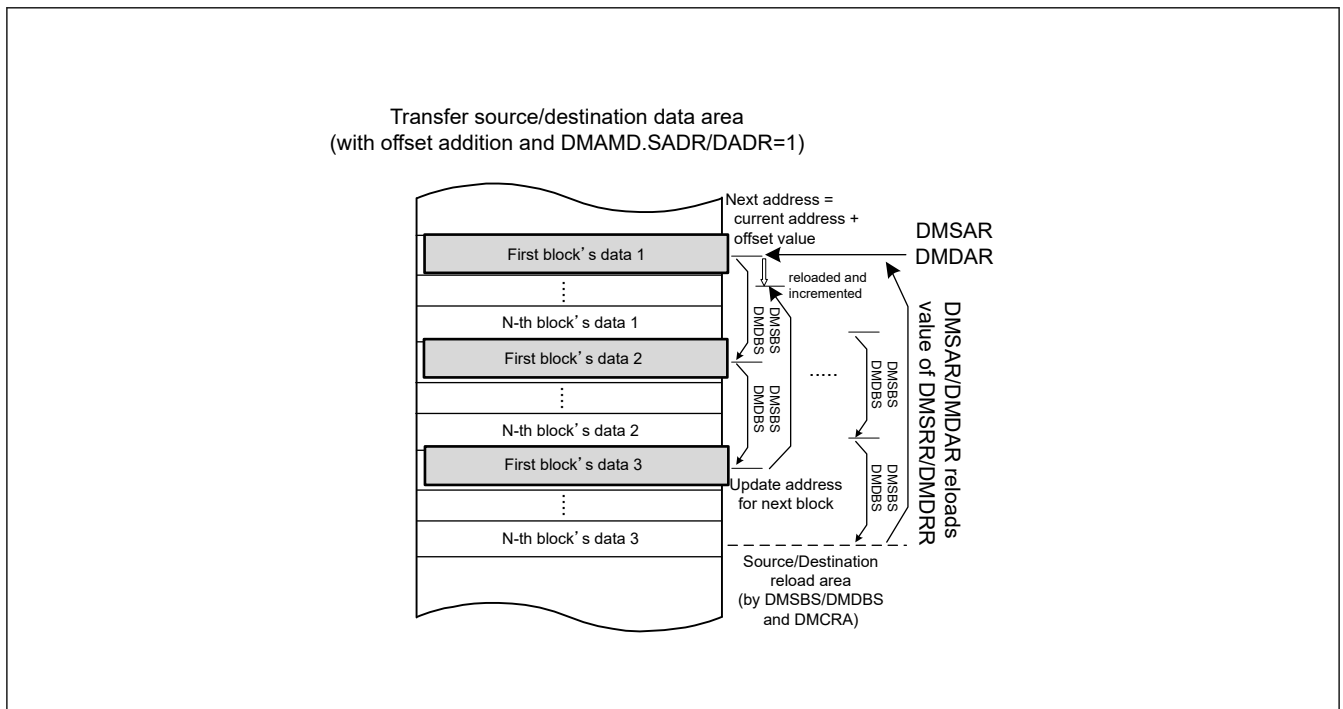 Transfer source/destination data area
(with offset addition and DMAMD.SADR/DADR=1)
Next address =
current address +
offset value
DMSAR
DMDAR
First block's data 1
reloaded and
incremented
⋮
N-th block's data 1
DMSBS
DMDBS
First block's data 2
.....
DMSBS
DMDBS
⋮
DMSBS
DMDBS
N-th block's data 2
First block's data 3
DMSBS
DMDBS
Update address
for next block
⋮
N-th block's data 3
DMSAR/DMDAR reloads
value of DMSRR/DMDRR
Source/Destination
reload area
(by DMSBS/DMDBS
and DMCRA)